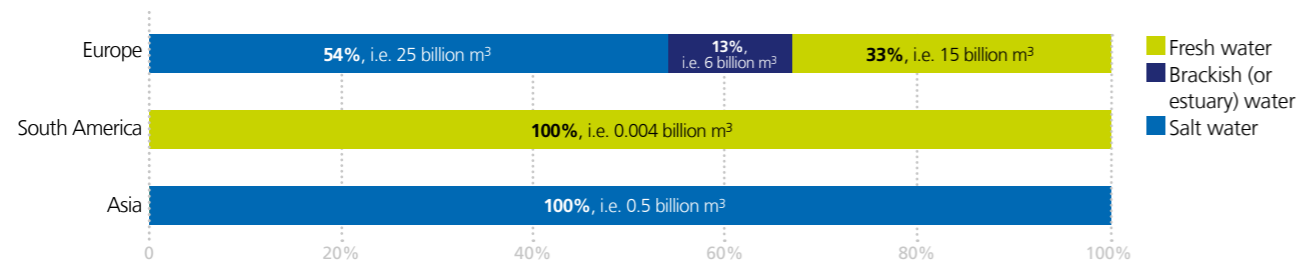 Europe
54%, i.e. 25 billion m³
13%,
i.e. 6 billion m³
33%, i.e. 15 billion m³
South America
100%, i.e. 0.004 billion m³
Asia
100%, i.e. 0.5 billion m³
0 20% 40% 60% 80% 100%
Fresh water
Brackish (or
estuary) water
Salt water